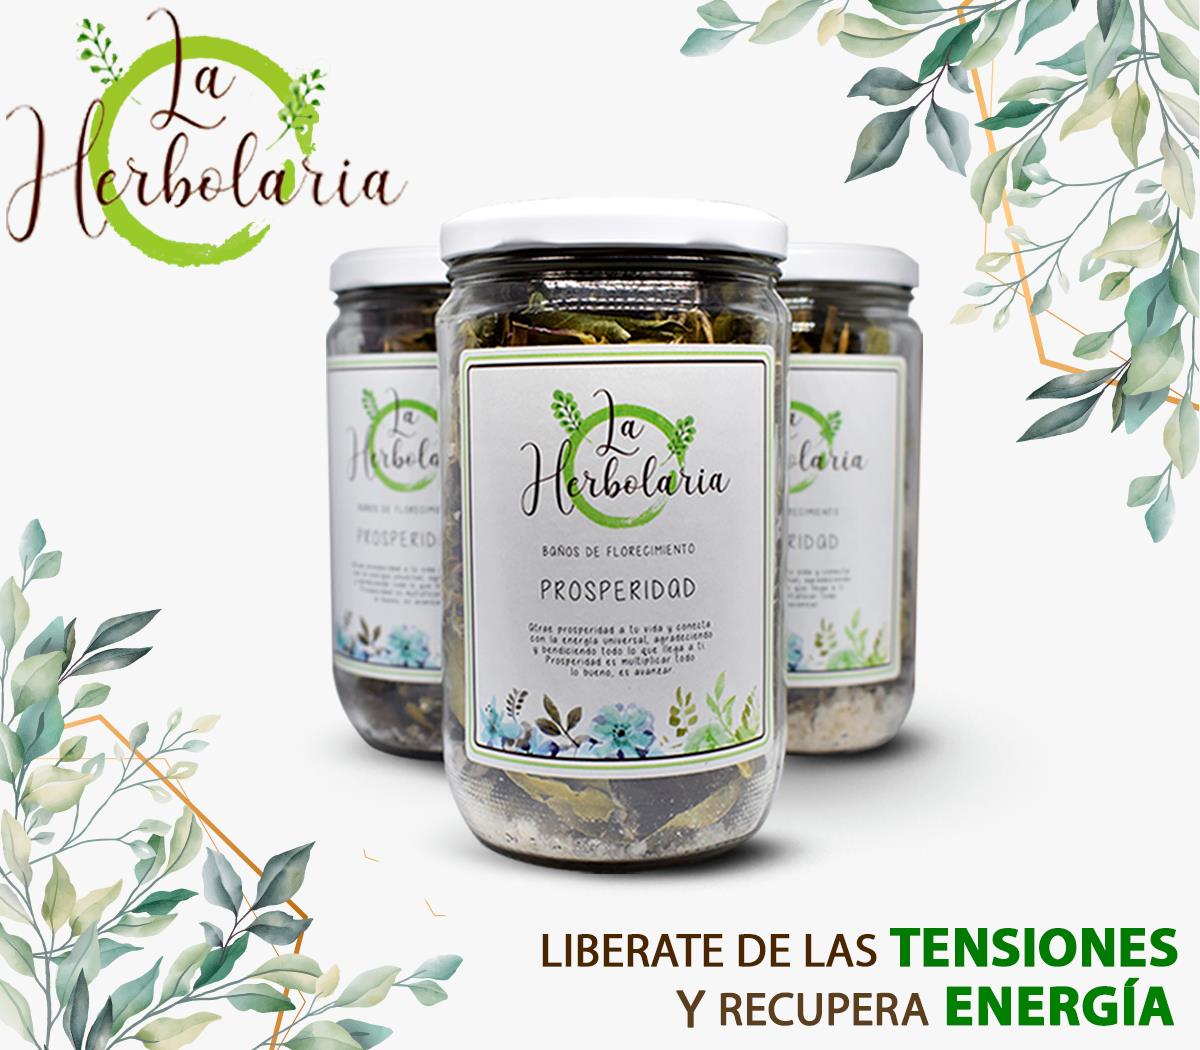 La
Herbolaria
La
Herbolaria
BAÑOS DE FLORECIMIENTO
PROSPERIDAD
Atrae prosperidad a tu vida y conecta
con la energía universal, agradeciendo
y bendiciendo todo lo que llega a ti.
Prosperidad es multiplicar todo
lo bueno, es avanzar.
LIBERATE DE LAS TENSIONES
Y RECUPERA ENERGÍA